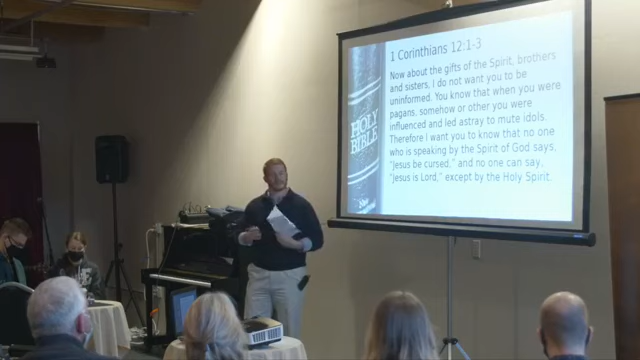 1 Corinthians 12:1-3
Now about the gifts of the Spirit, brothers
and sisters, I do not want you to be
uninformed. You know that when you were
pagans, somehow or other you were
influenced and led astray to mute idols.
Therefore I want you to know that no one
who is speaking by the Spirit of God says,
"Jesus be cursed," and no one can say,
"Jesus is Lord," except by the Holy Spirit.
HOLY
BIBLE